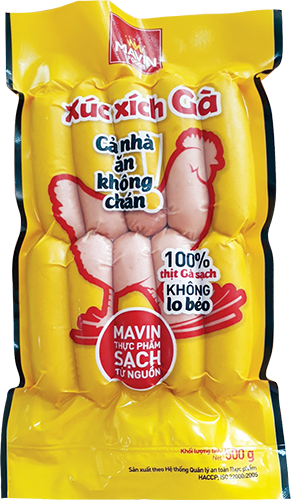 MAVIN
Xúc xích Gà
Cả nhà
ăn
không
chán
100%
thịt Gà sạch
KHÔNG
lo béo
MAVIN
THỰC PHẨM
SẠCH
TỪ NGUỒN
Khối lượng
500 g
Sản xuất theo Hệ thống Quản lý an toàn Thực phẩm
HACCP, ISO 22000:2005